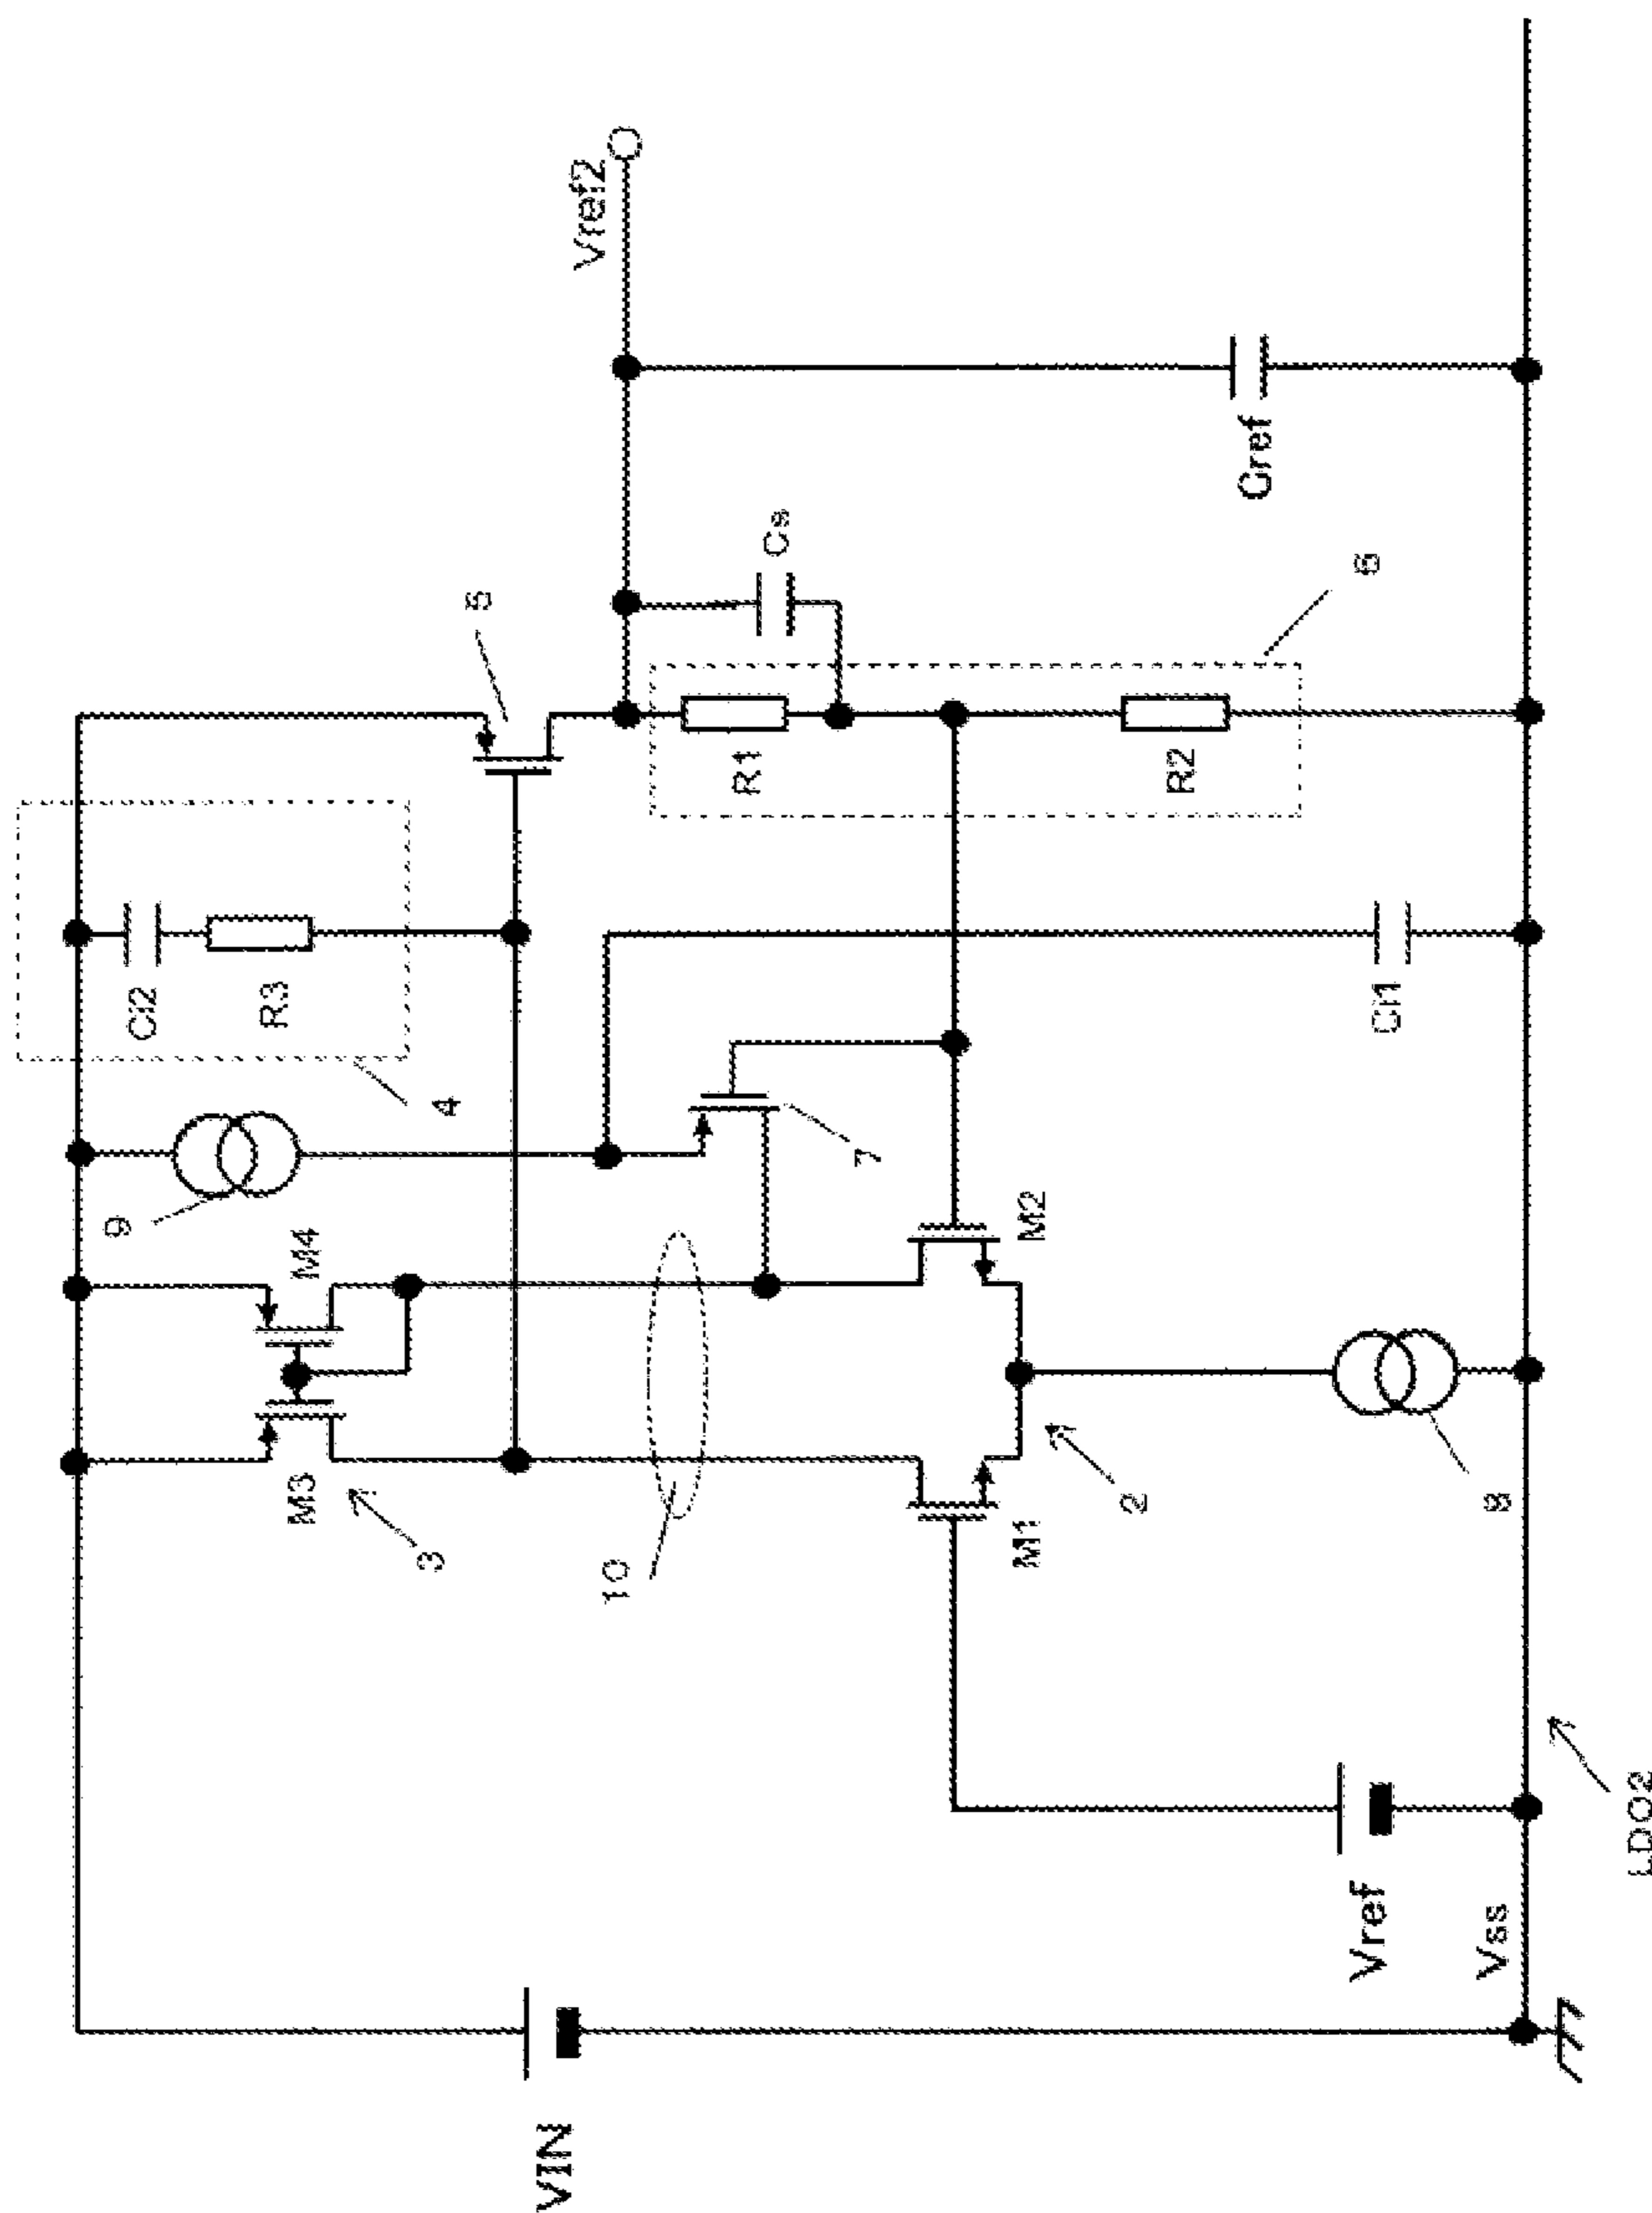 9
Ci2
R3
M3
M4
3
4
5
VIN
Vref2
10
R1
Cs
7
M1
M2
2
R2
Cref
Vref
Ci1
6
Vss
8
LDO2